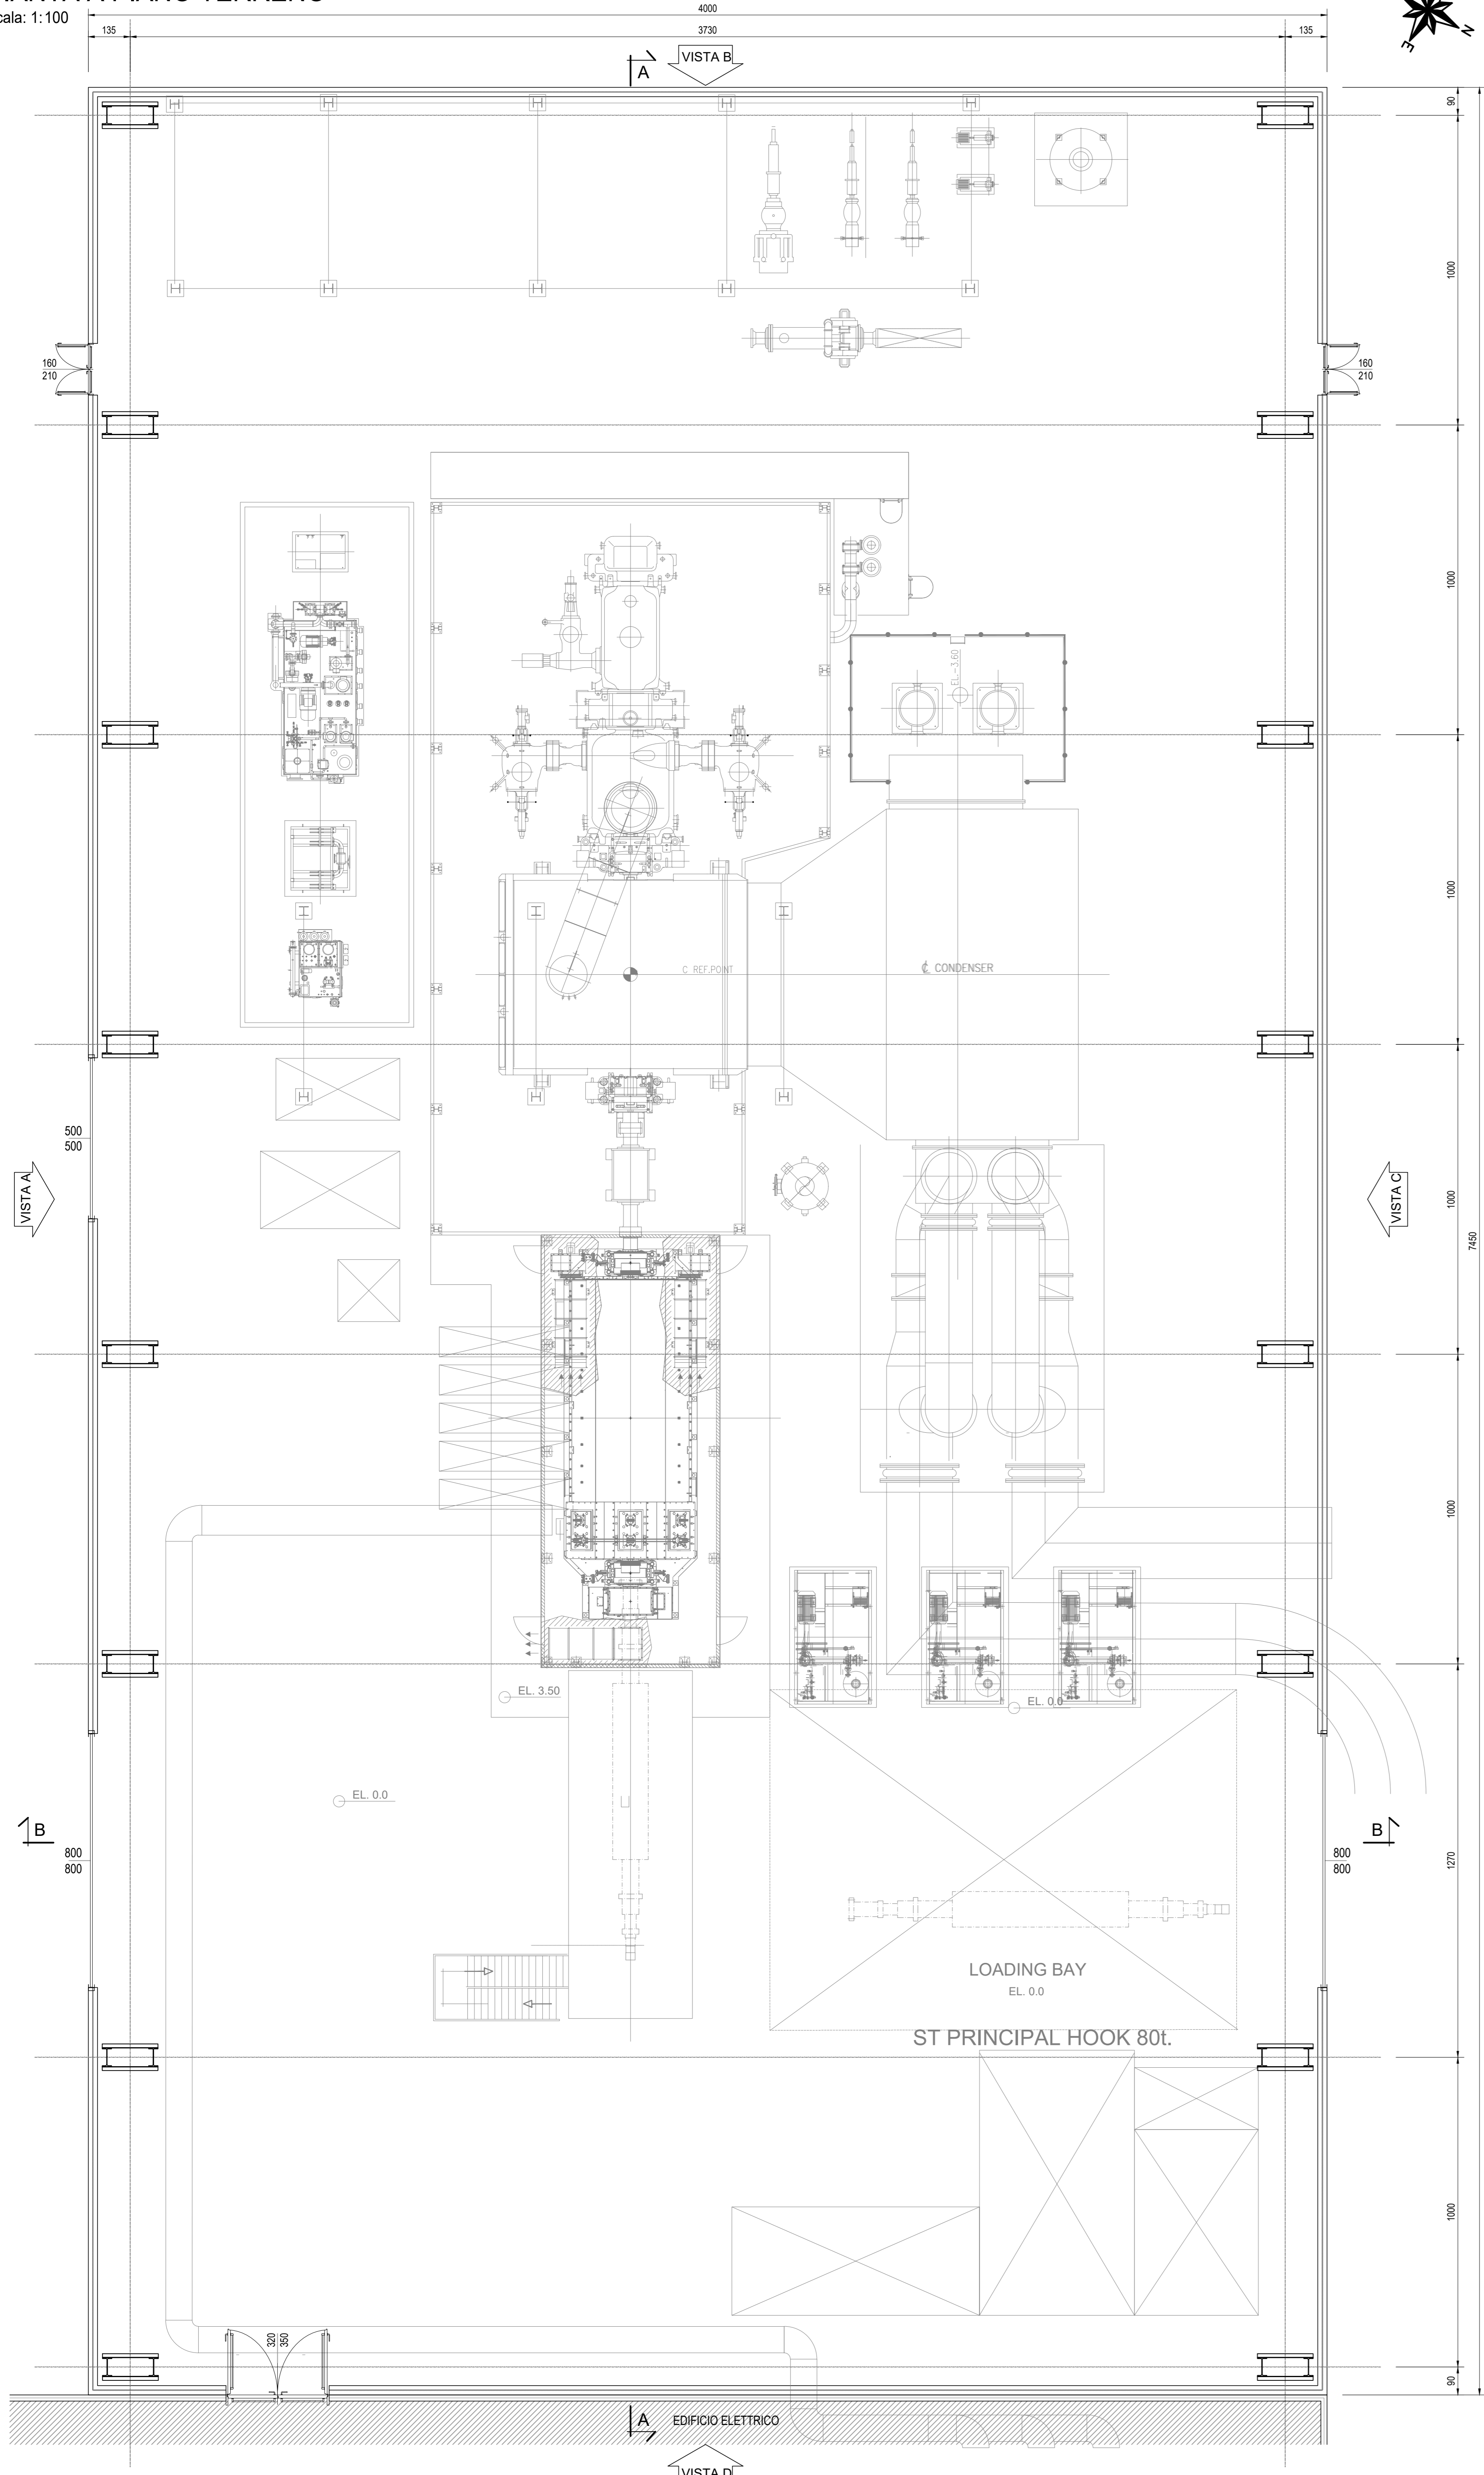 Scala: 1:100
4000
135
3730
135
N
E
VISTA B
A
90
1000
160
210
160
210
1000
EL.-3.60
1000
C REF.POINT
CONDENSER
500
500
VISTA A
VISTA C
1000
7450
1000
EL. 3.50
EL. 0.0
EL. 0.0
B
B
800
800
800
800
1270
LOADING BAY
EL. 0.0
ST PRINCIPAL HOOK 80t.
1000
320
350
90
A
EDIFICIO ELETTRICO
VISTA D